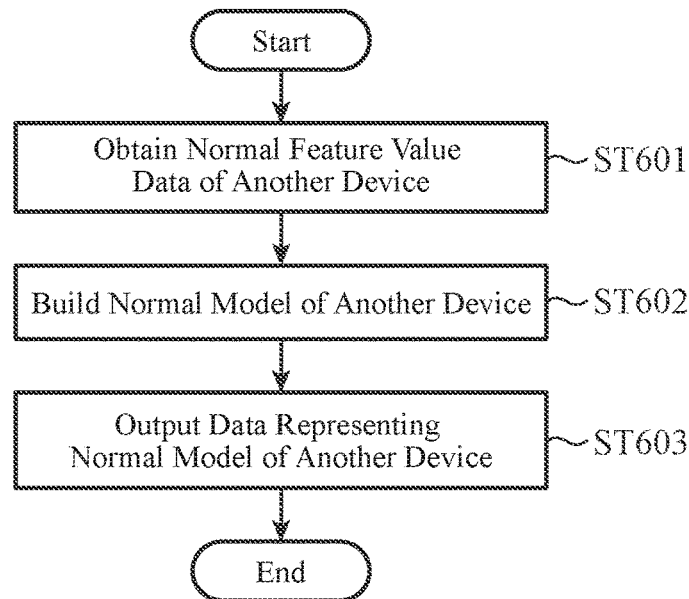 Start
Obtain Normal Feature Value
Data of Another Device
ST601
Build Normal Model of Another Device
ST602
Output Data Representing
Normal Model of Another Device
ST603
End